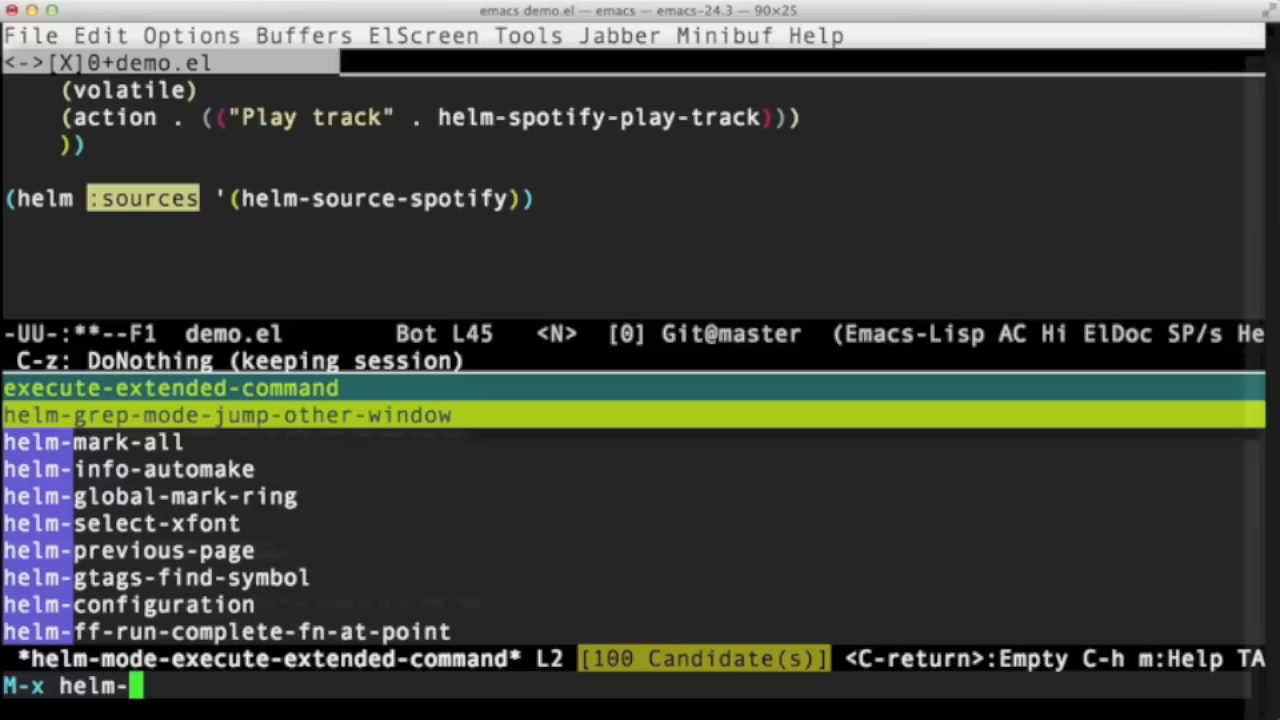 emacs demo.el — emacs — emacs-24.3 — 90×25
File Edit Options Buffers ElScreen Tools Jabber Minibuf Help
<->[X]0+demo.el
(volatile)
(action . (("Play track" . helm-spotify-play-track)))
))
(helm :sources '(helm-source-spotify))
-UU-:**--F1 demo.el Bot L45 <N> [0] Git@master (Emacs-Lisp AC Hi ElDoc SP/s He
C-z: DoNothing (keeping session)
execute-extended-command
helm-grep-mode-jump-other-window
helm-mark-all
helm-info-automake
helm-global-mark-ring
helm-select-xfont
helm-previous-page
helm-gtags-find-symbol
helm-configuration
helm-ff-run-complete-fn-at-point
*helm-mode-execute-extended-command* L2 [100 Candidate(s)] <C-return>:Empty C-h m:Help TA
M-x helm-